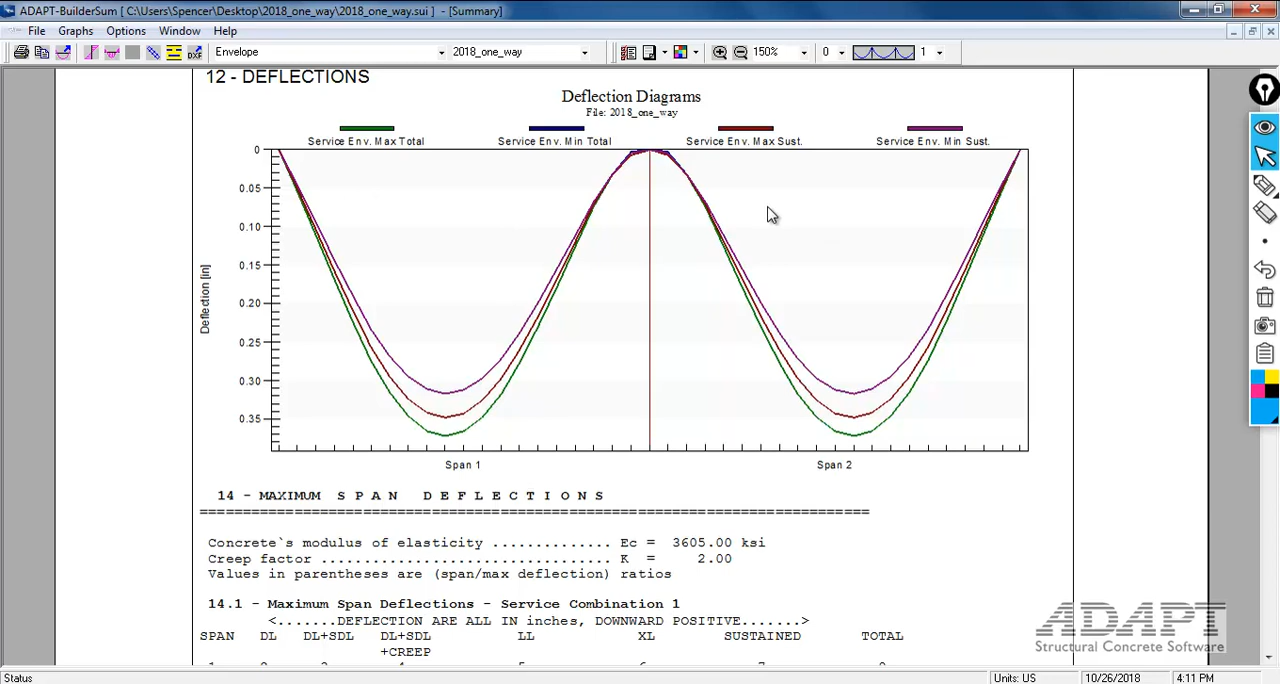 ADAPT-BuilderSum [ C:\Users\Spencer\Desktop\2018_one_way\2018_one_way.sui ] - [Summary]
File Graphs Options Window Help
DXF Envelope 2018_one_way 150% 0 1
12 - DEFLECTIONS
Deflection Diagrams
File: 2018_one_way
Service Env. Max Total Service Env. Min Total Service Env. Max Sust. Service Env. Min Sust.
0
0.05
0.10
0.15
0.20
0.25
0.30
0.35
Deflection [in]
Span 1 Span 2
14 - MAXIMUM S P A N D E F L E C T I O N S
Concrete`s modulus of elasticity .............. Ec = 3605.00 ksi
Creep factor .................................. K = 2.00
Values in parentheses are (span/max deflection) ratios
14.1 - Maximum Span Deflections - Service Combination 1
<.......DEFLECTION ARE ALL IN inches, DOWNWARD POSITIVE.......>
SPAN DL DL+SDL DL+SDL LL XL SUSTAINED TOTAL
+CREEP
ADAPT
Structural Concrete Software
Status Units: US 10/26/2018 4:11 PM